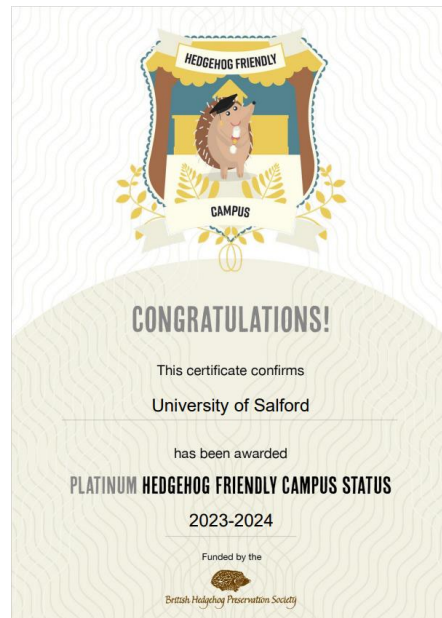 HEDGEHOG FRIENDLY
CAMPUS
CONGRATULATIONS!
This certificate confirms
University of Salford
has been awarded
PLATINUM HEDGEHOG FRIENDLY CAMPUS STATUS
2023-2024
Funded by the
British Hedgehog Preservation Society